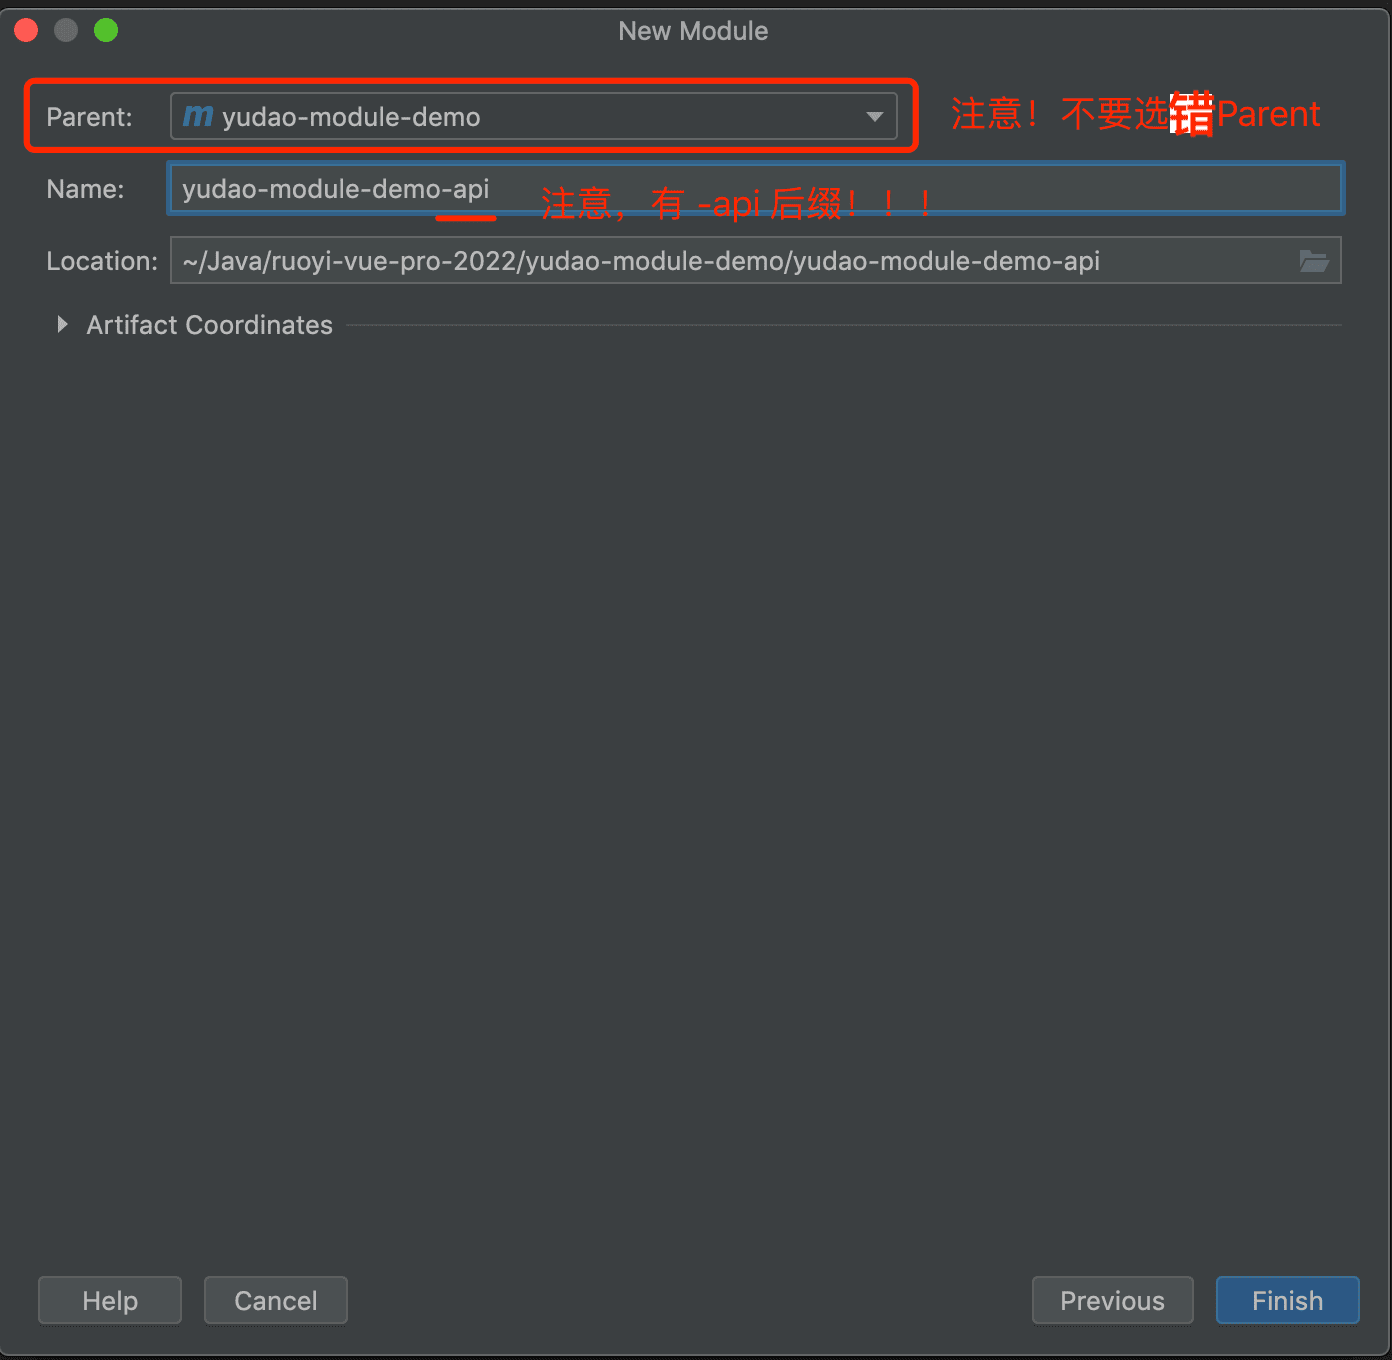 New Module
Parent: m yudao-module-demo 注意！不要选错Parent
Name: yudao-module-demo-api 注意，有 -api 后缀！！！
Location: ~/Java/ruoyi-vue-pro-2022/yudao-module-demo/yudao-module-demo-api
Artifact Coordinates
Help Cancel Previous Finish